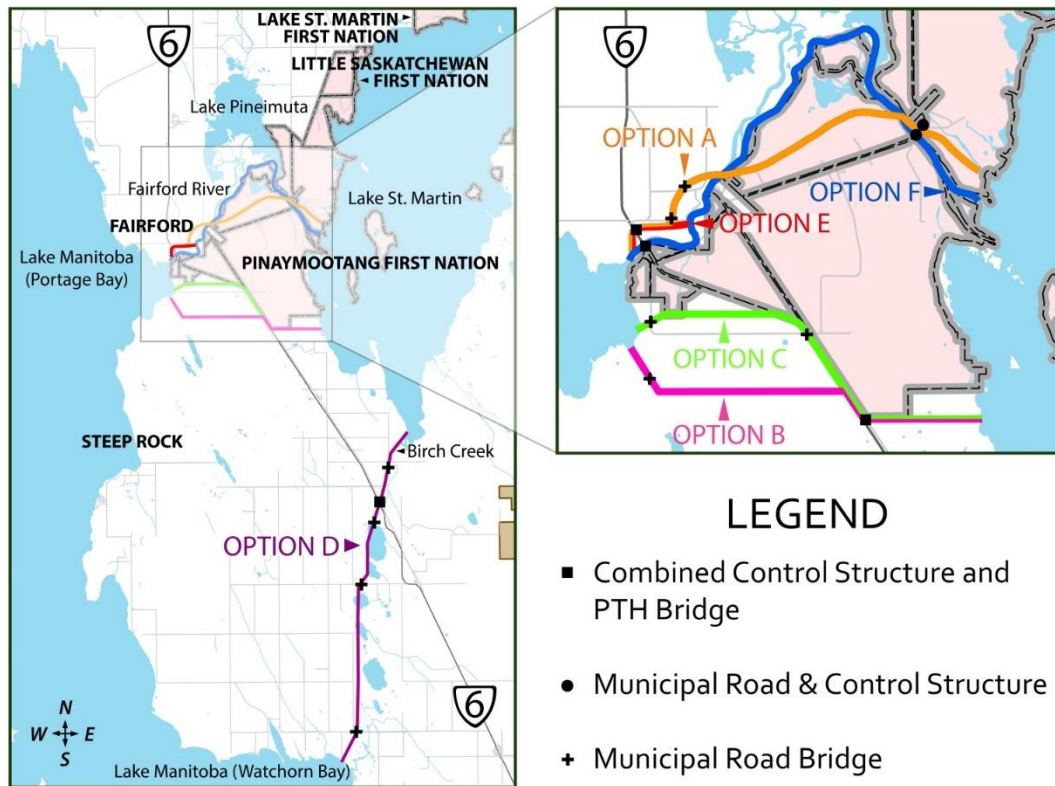 6
LAKE ST. MARTIN
FIRST NATION
LITTLE SASKATCHEWAN
FIRST NATION
Lake Pineimuta
Fairford River
Lake St. Martin
FAIRFORD
Lake Manitoba
(Portage Bay)
PINAYMOOTANG FIRST NATION
STEEP ROCK
Birch Creek
OPTION D
6
N
W E
S
Lake Manitoba (Watchorn Bay)
6
OPTION A
OPTION F
OPTION E
OPTION C
OPTION B
LEGEND
Combined Control Structure and
PTH Bridge
Municipal Road & Control Structure
Municipal Road Bridge